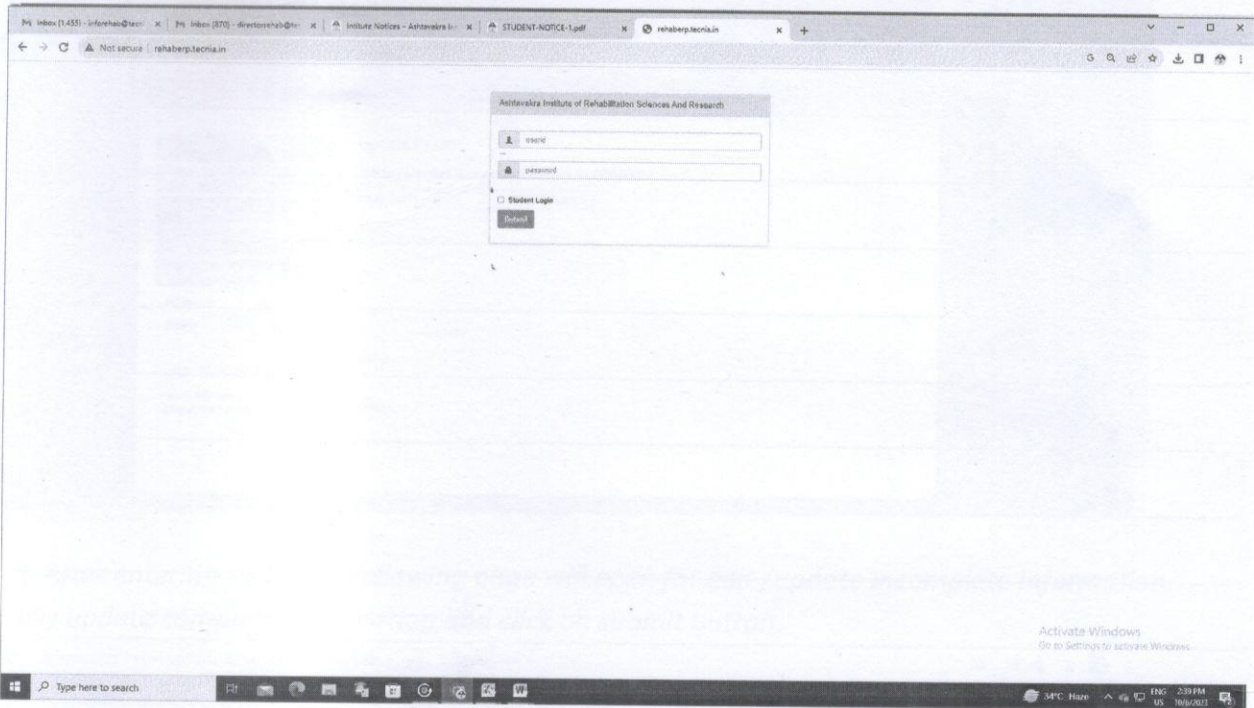 Inbox (1,455) - inforehab@tecn
Inbox (370) - directorrehab@te
Institute Notices – Ashtavakra In
STUDENT-NOTICE-1.pdf
rehaberp.tecnia.in
Not secure rehaberp.tecnia.in
Ashtavakra Institute of Rehabilitation Sciences And Research
userid
password
Student Login
Submit
Activate Windows
Go to Settings to activate Windows.
Type here to search
34°C Haze
ENG
US
2:39 PM
10/6/2023